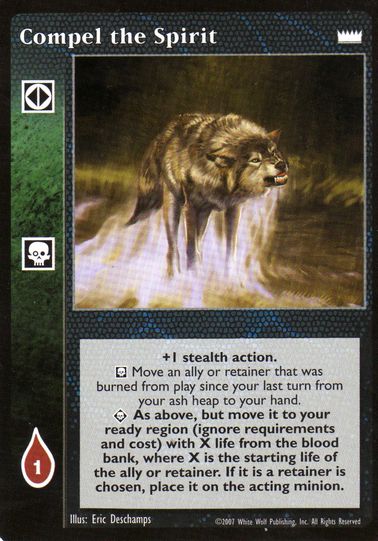 Compel the Spirit
+1 stealth action.
Move an ally or retainer that was
burned from play since your last turn from
your ash heap to your hand.
As above, but move it to your
ready region (ignore requirements
and cost) with X life from the blood
bank, where X is the starting life of
the ally or retainer. If it is a retainer is
chosen, place it on the acting minion.
1
Illus: Eric Deschamps
©2007 White Wolf Publishing, Inc. All Rights Reserved